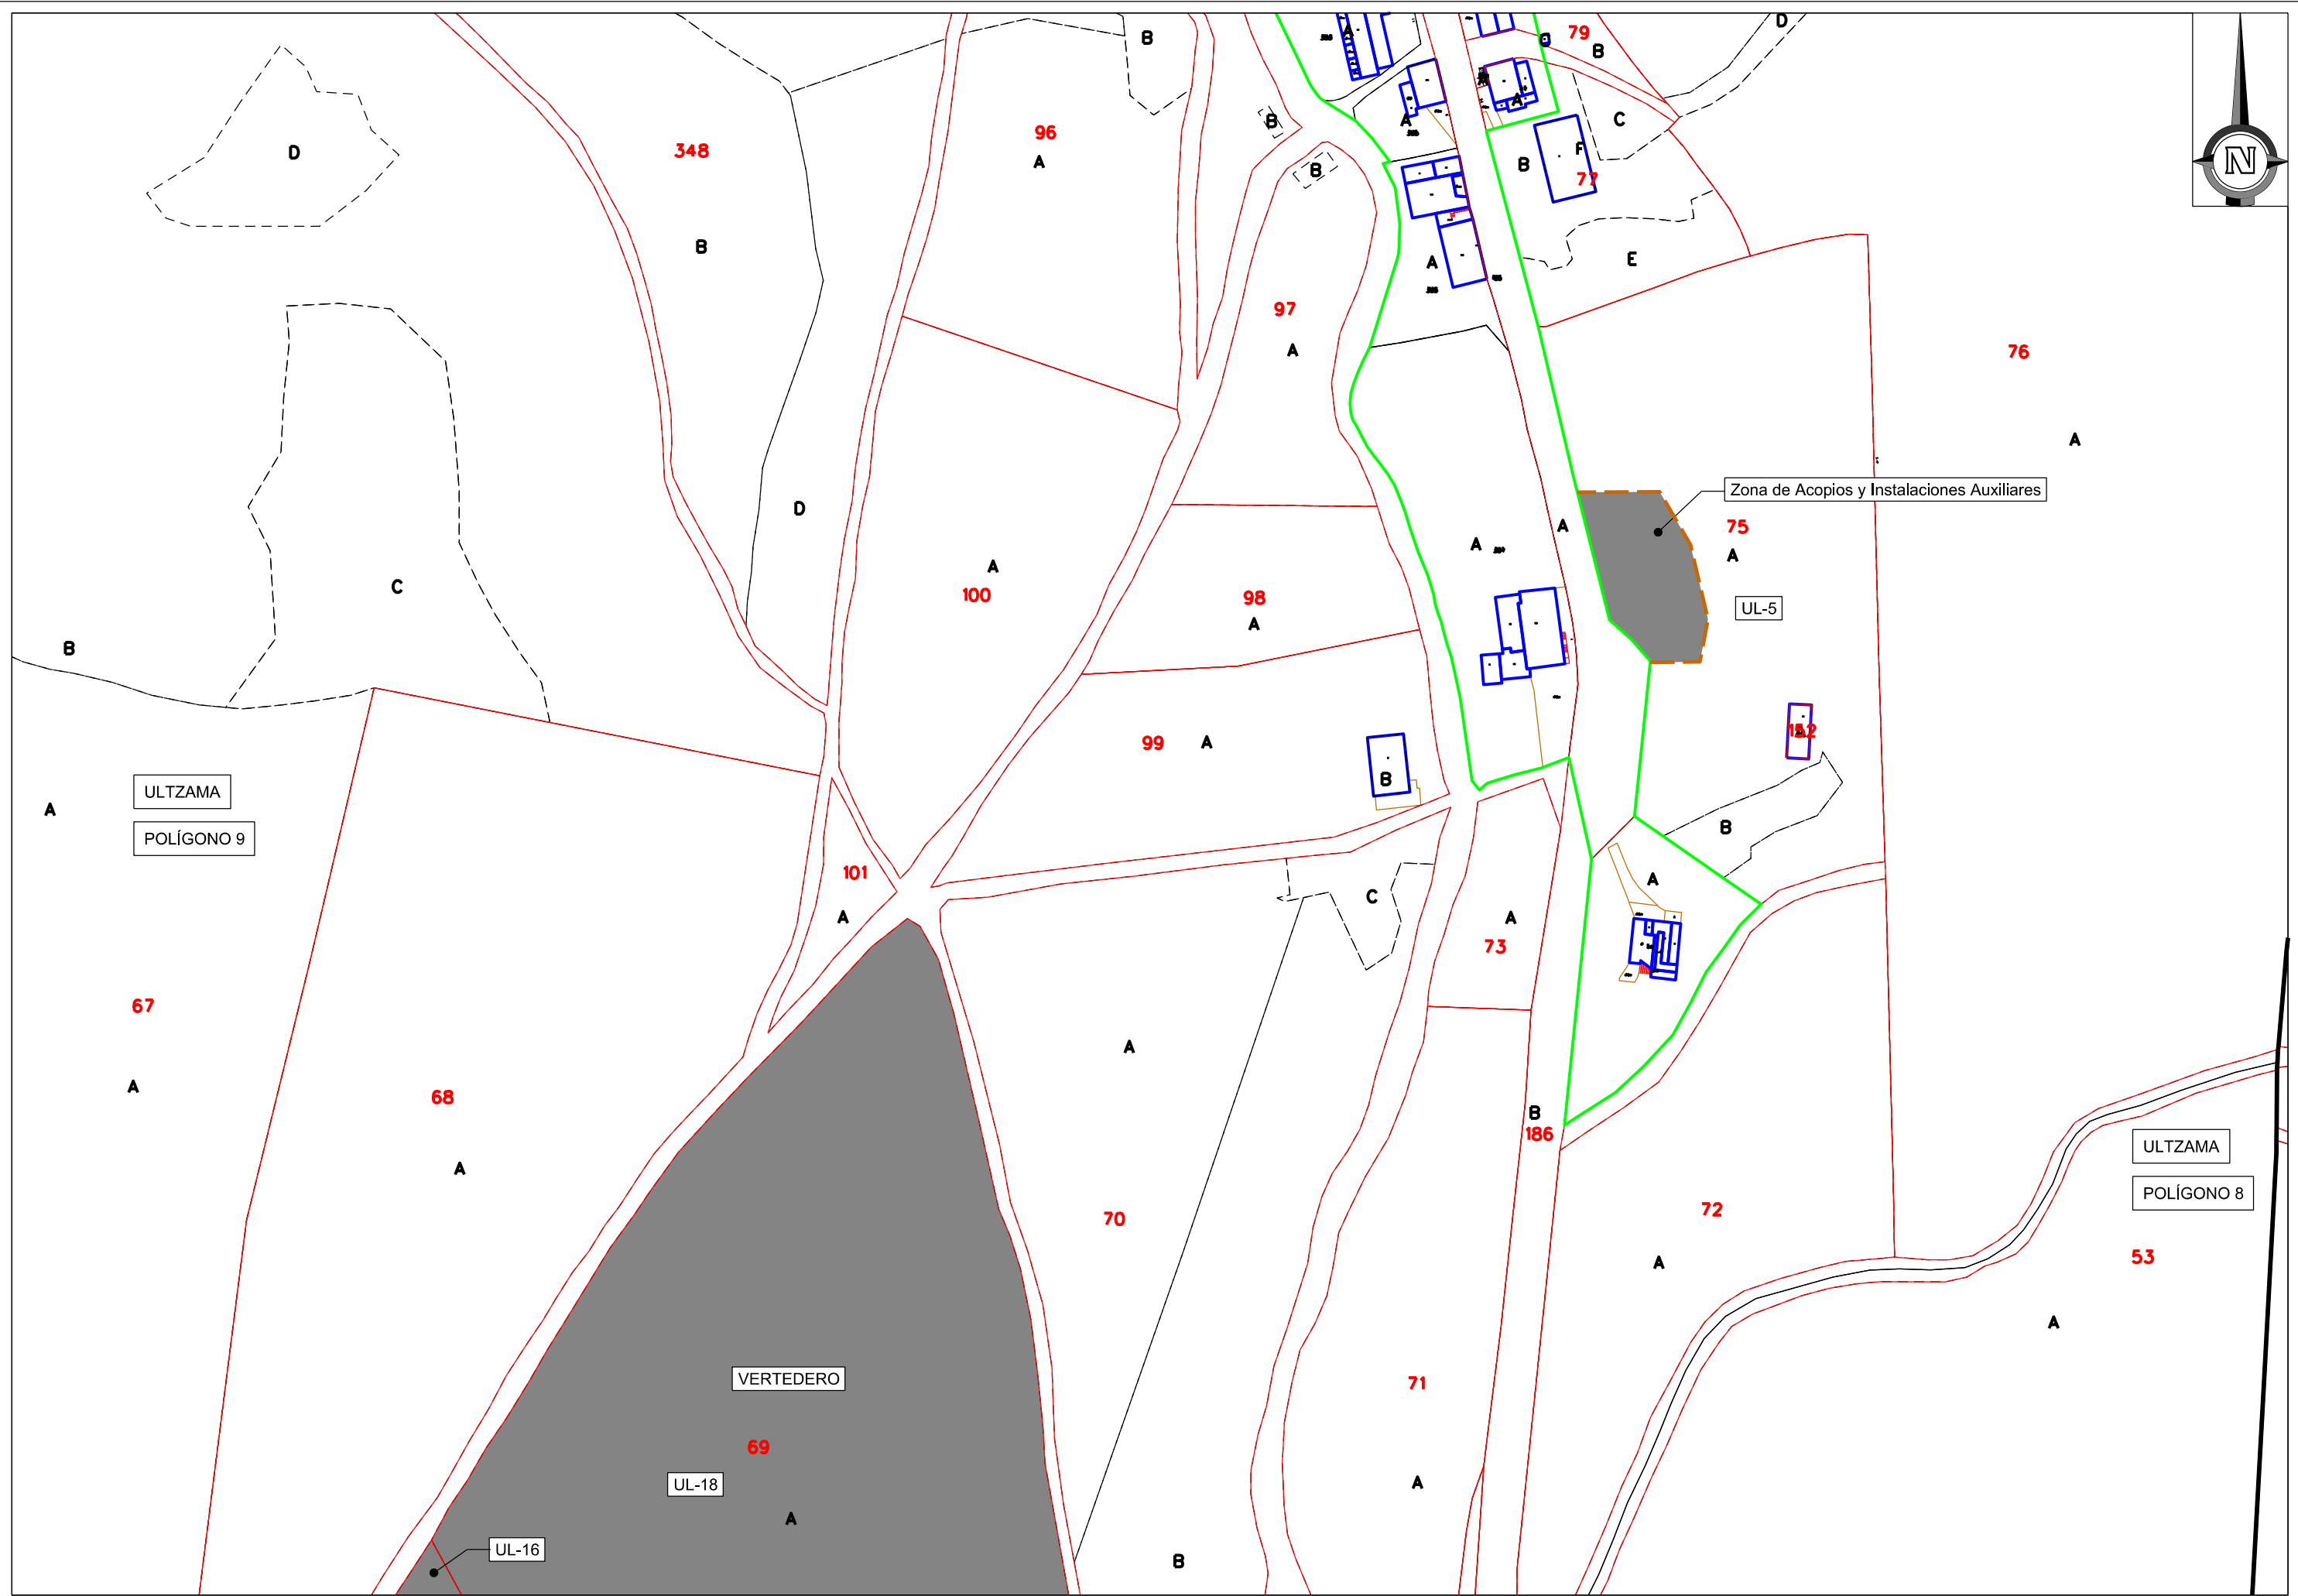 D
79
B
B
A
G
96
A
348
D
B
A
A
C
B
F
B
77
N
B
A
E
97
A
76
A
Zona de Acopios y Instalaciones Auxiliares
75
A
D
A
A
A
100
C
98
A
UL-5
B
99
A
B
152
ULTZAMA
POLÍGONO 9
A
B
101
A
C
A
A
73
67
A
68
A
A
B
186
ULTZAMA
POLÍGONO 8
70
72
A
53
A
VERTEDERO
71
69
UL-18
A
A
UL-16
B